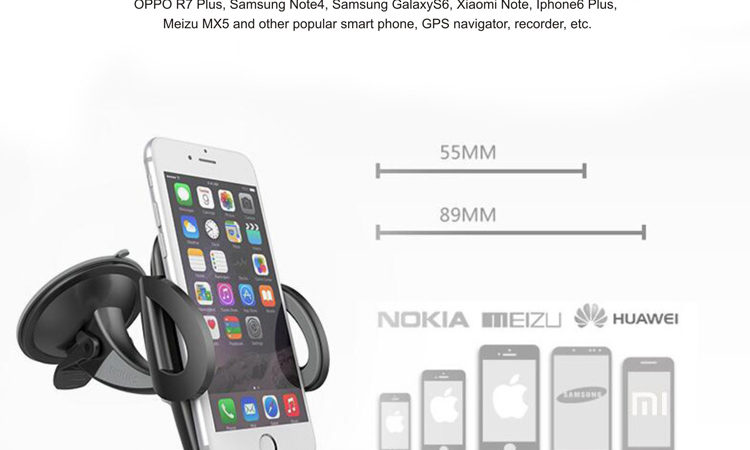 OPPO R7 Plus, Samsung Note4, Samsung GalaxyS6, Xiaomi Note, Iphone6 Plus,
Meizu MX5 and other popular smart phone, GPS navigator, recorder, etc.
55MM
89MM
NOKIA MEIZU HUAWEI
SAMSUNG
MI